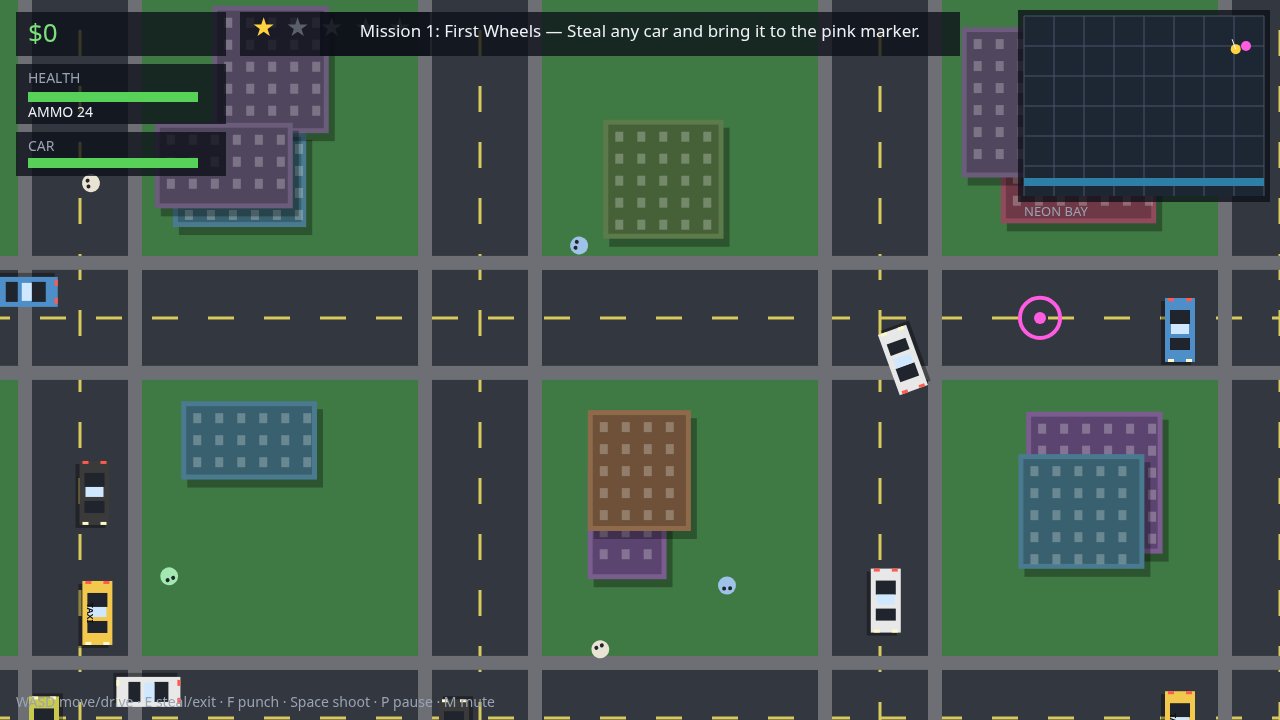 $0
Mission 1: First Wheels — Steal any car and bring it to the pink marker.
HEALTH
AMMO 24
CAR
NEON BAY
TAXI
WASD move/drive · E steal/exit · F punch · Space shoot · P pause · M mute